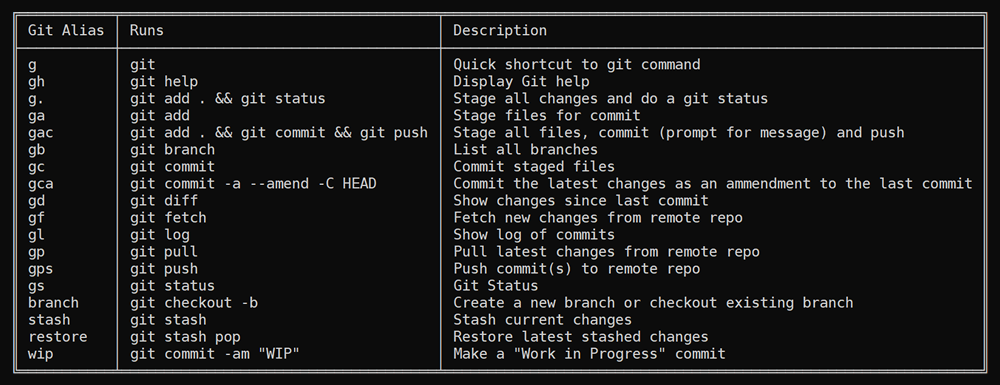 Git Alias Runs Description
g git Quick shortcut to git command
gh git help Display Git help
g. git add . && git status Stage all changes and do a git status
ga git add Stage files for commit
gac git add . && git commit && git push Stage all files, commit (prompt for message) and push
gb git branch List all branches
gc git commit Commit staged files
gca git commit -a --amend -C HEAD Commit the latest changes as an ammendment to the last commit
gd git diff Show changes since last commit
gf git fetch Fetch new changes from remote repo
gl git log Show log of commits
gp git pull Pull latest changes from remote repo
gps git push Push commit(s) to remote repo
gs git status Git Status
branch git checkout -b Create a new branch or checkout existing branch
stash git stash Stash current changes
restore git stash pop Restore latest stashed changes
wip git commit -am "WIP" Make a "Work in Progress" commit